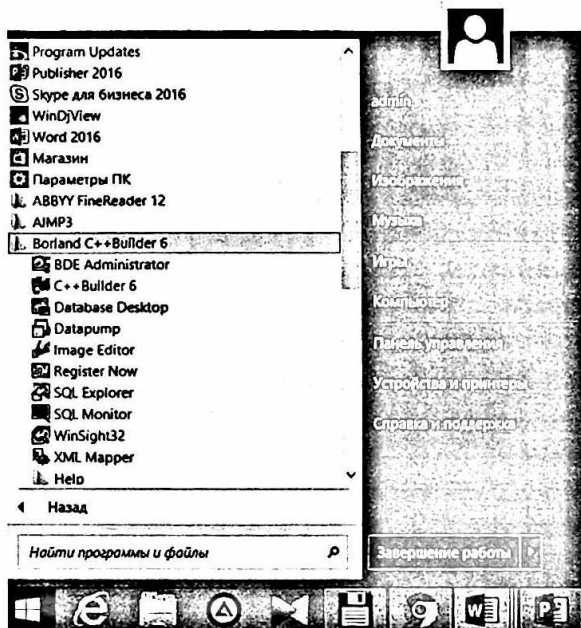 Program Updates
Publisher 2016
Skype для бизнеса 2016
WinDjView
Word 2016
Магазин
Параметры ПК
ABBYY FineReader 12
AIMP3
Borland C++Builder 6
BDE Administrator
C++Builder 6
Database Desktop
Datapump
Image Editor
Register Now
SQL Explorer
SQL Monitor
WinSight32
XML Mapper
Help
Назад
Найти программы и файлы
admin
Документы
Изображения
Музыка
Игры
Компьютер
Панель управления
Устройства и принтеры
Справка и поддержка
Завершение работы